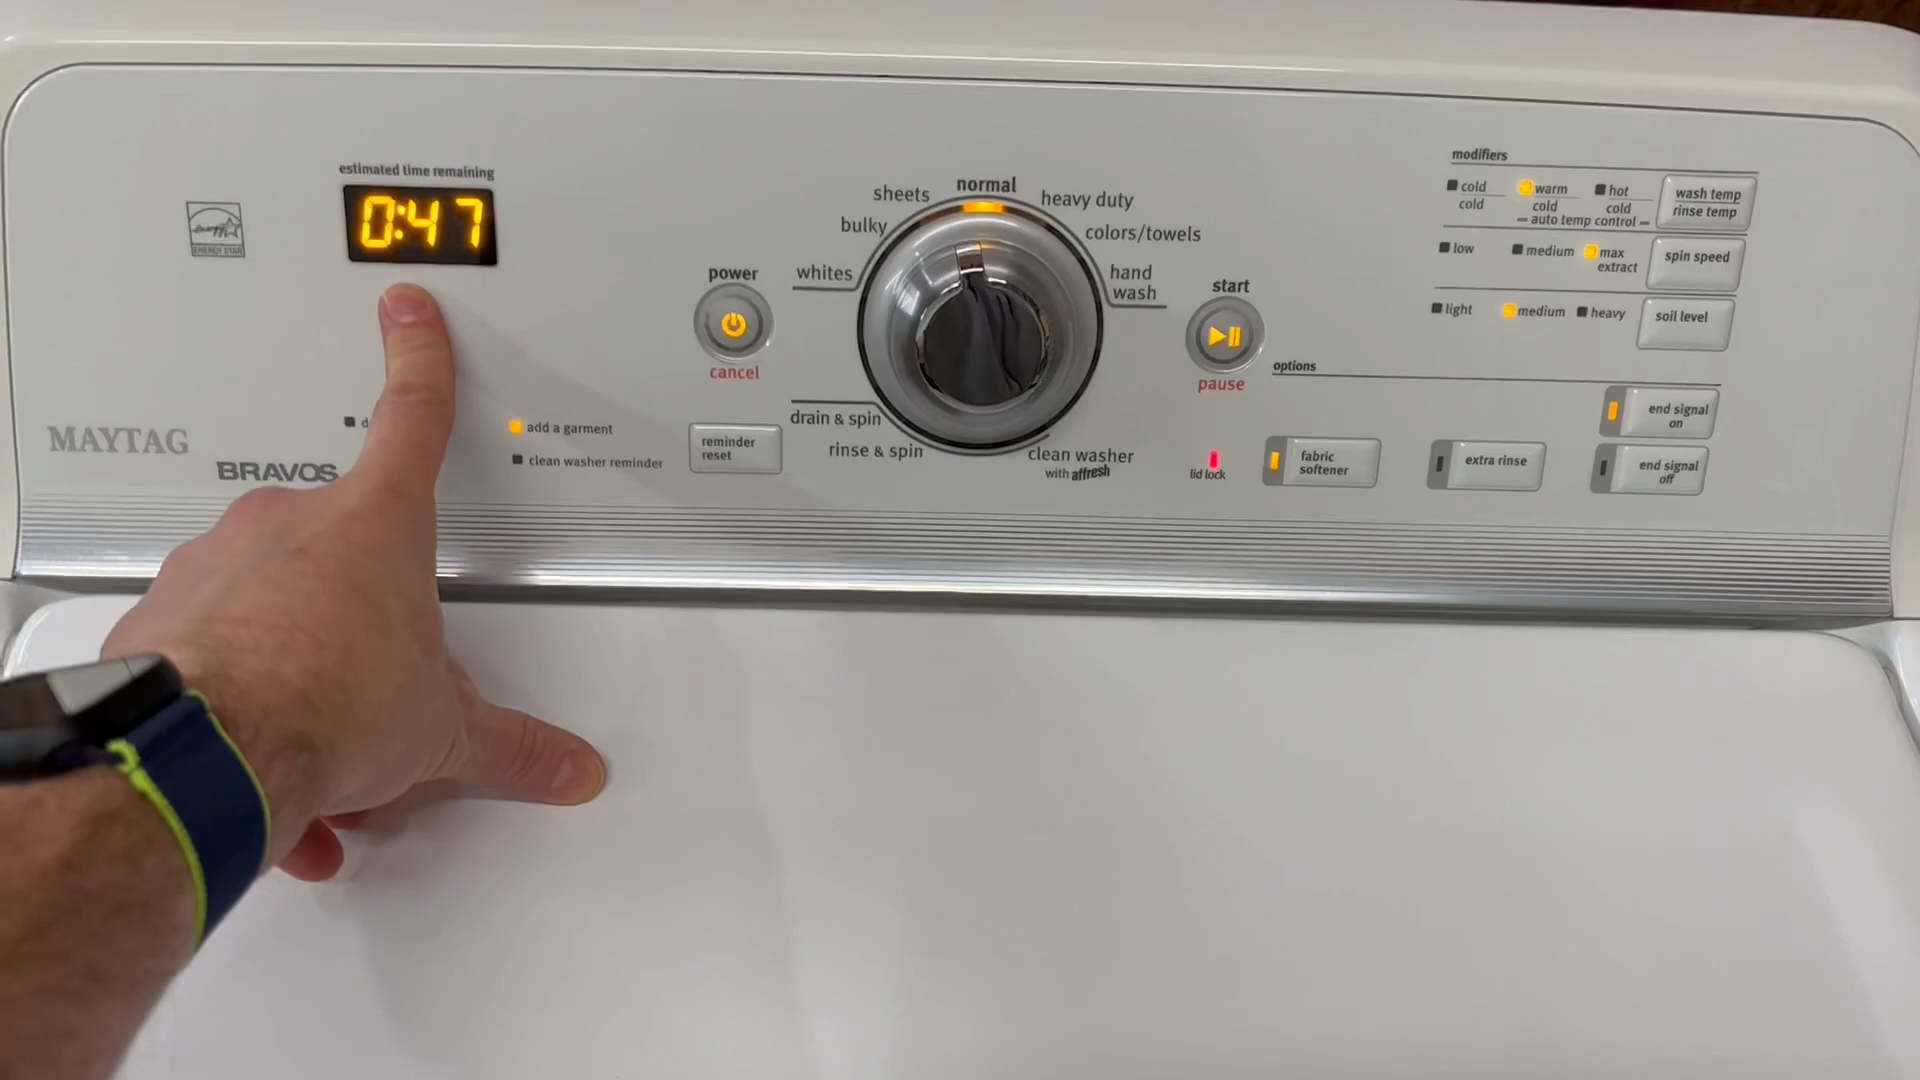 estimated time remaining
0:47
ENERGY STAR
MAYTAG
BRAVOS
add a garment
clean washer reminder
power
cancel
reminder
reset
whites
bulky
sheets
normal
heavy duty
colors/towels
hand
wash
drain & spin
rinse & spin
clean washer
with affresh
start
pause
lid lock
modifiers
cold
cold
warm
cold
hot
cold
auto temp control
wash temp
rinse temp
low
medium
max
extract
spin speed
light
medium
heavy
soil level
options
fabric
softener
extra rinse
end signal
on
end signal
off